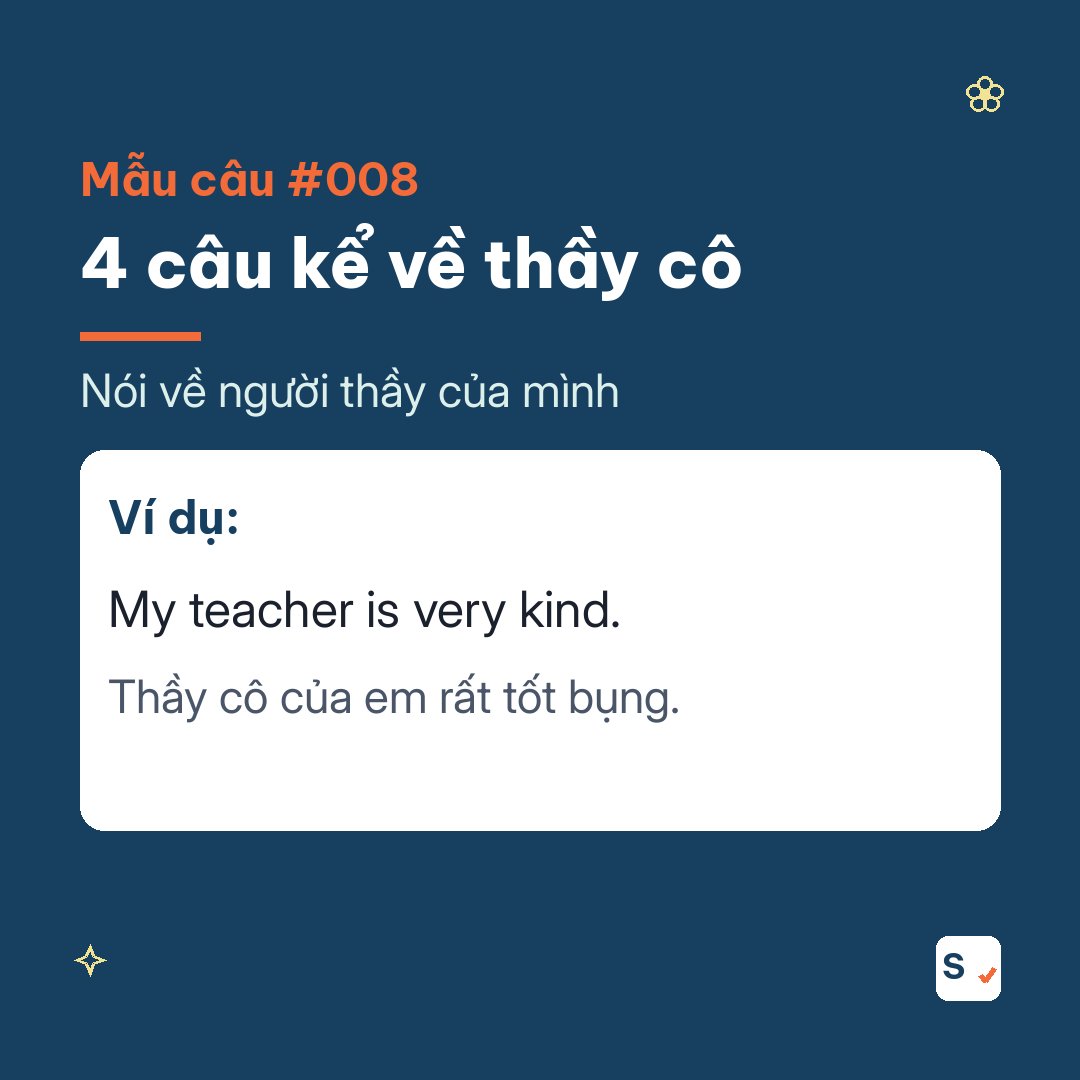 Mẫu câu #008
4 câu kể về thầy cô
Nói về người thầy của mình
Ví dụ:
My teacher is very kind.
Thầy cô của em rất tốt bụng.
S